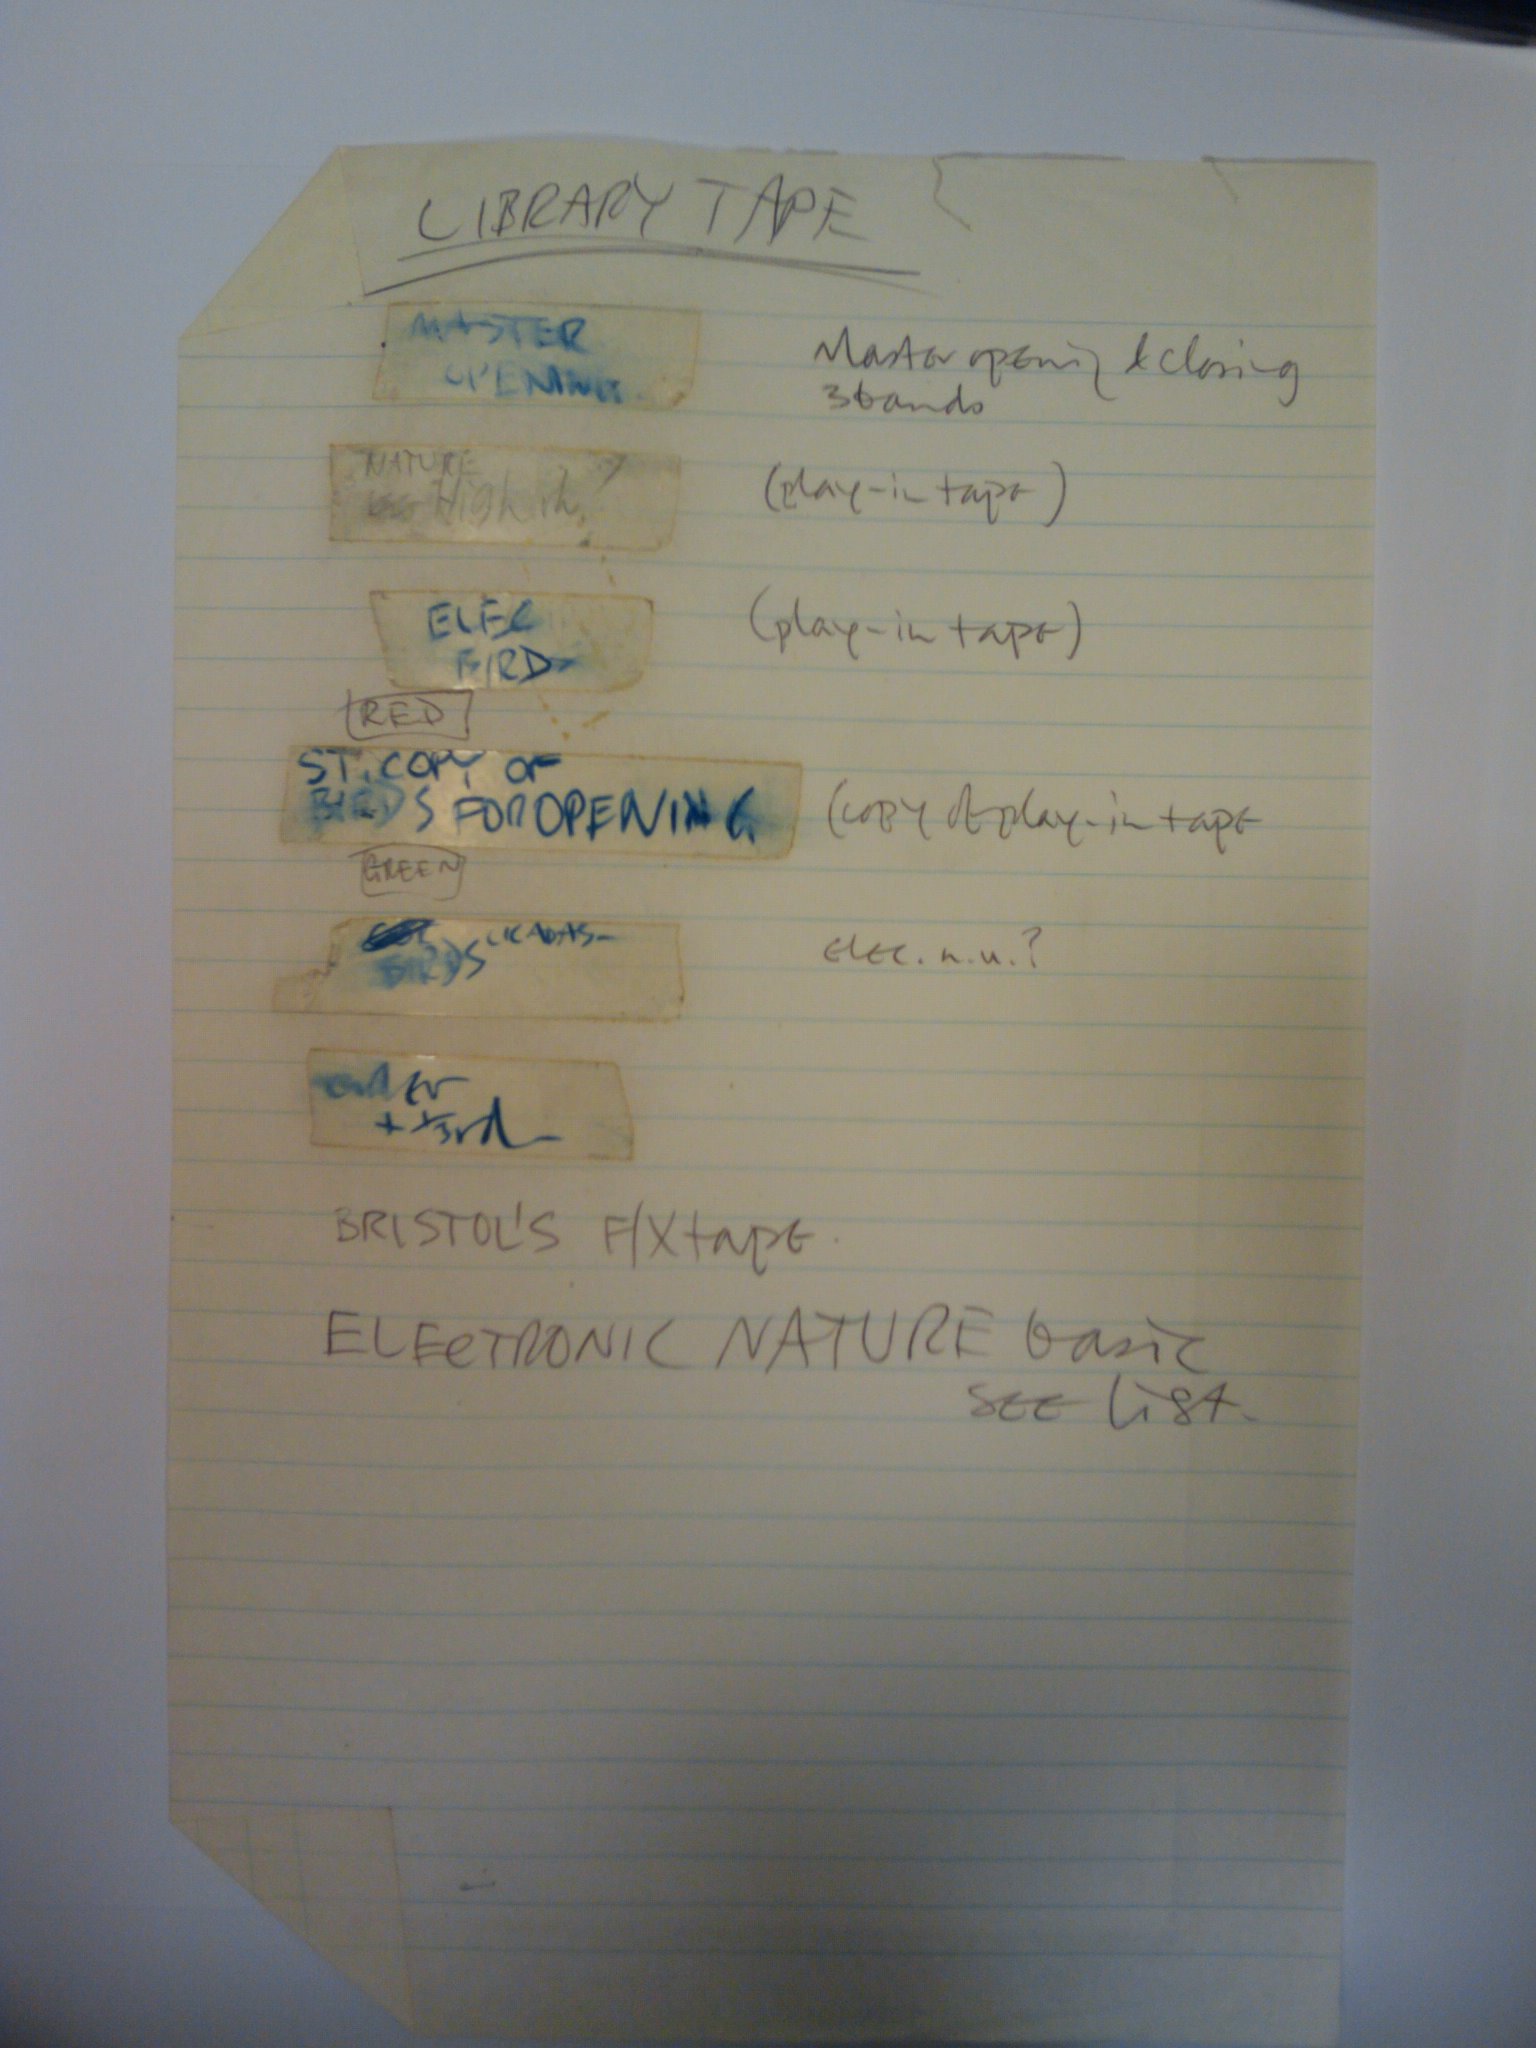 LIBRARY TAPE
MASTER
OPENING
Master opening & closing
3 bands
NATURE
High
(play-in tape)
ELEC
BIRDS
(play-in tape)
RED
ST. COPY OF
BIRDS FOR OPENING
(copy of play-in tape
GREEN
BIRDS CICADAS
elec. n.u.?
BRISTOL'S F/X tape.
ELECTRONIC NATURE basic
SEE list.